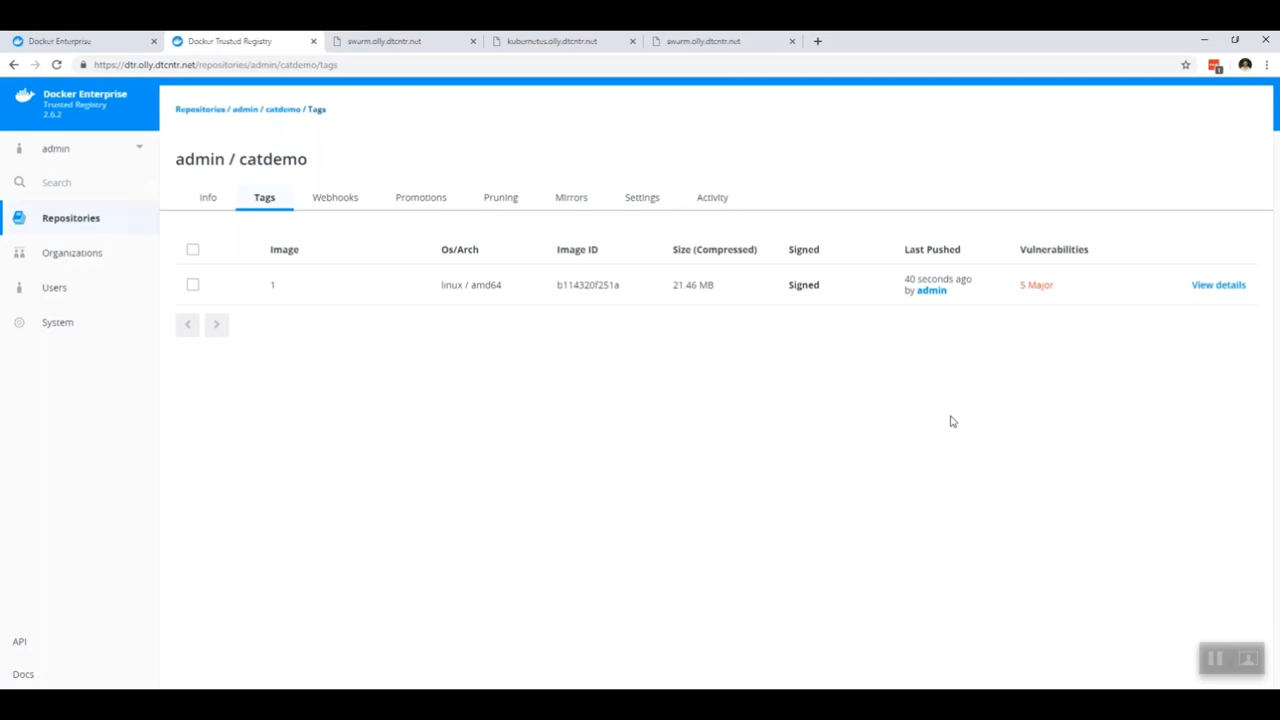 Docker Enterprise
Docker Trusted Registry
swarm.olly.dtcntr.net
kubernetes.olly.dtcntr.net
swarm.olly.dtcntr.net
https://dtr.olly.dtcntr.net/repositories/admin/catdemo/tags
1
Docker Enterprise
Trusted Registry
2.6.2
admin
Search
Repositories
Organizations
Users
System
API
Docs
Repositories / admin / catdemo / Tags
admin / catdemo
Info Tags Webhooks Promotions Pruning Mirrors Settings Activity
Image Os/Arch Image ID Size (Compressed) Signed Last Pushed Vulnerabilities
1 linux / amd64 b114320f251a 21.46 MB Signed 40 seconds ago 5 Major View details
by admin